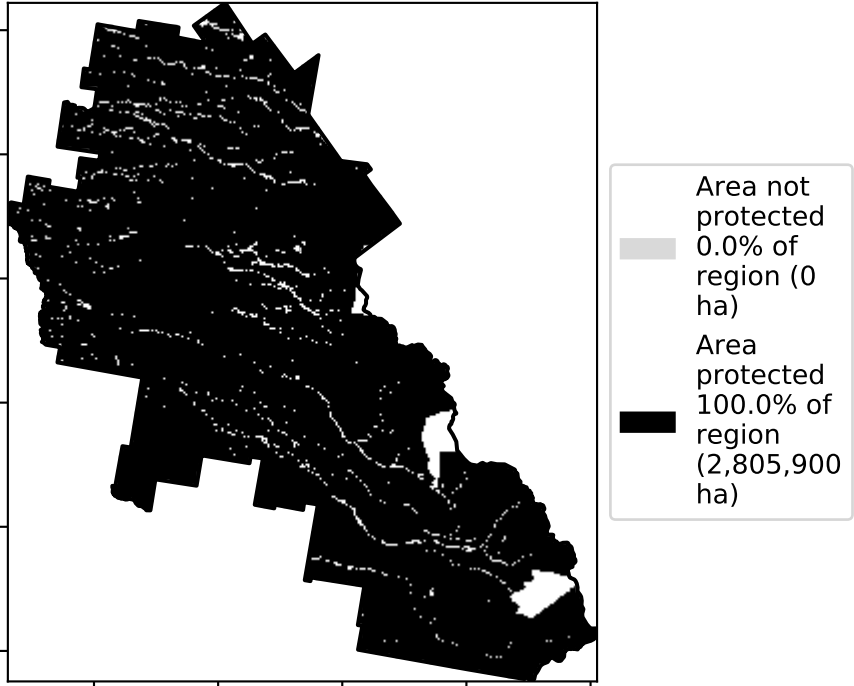 Area not
protected
0.0% of
region (0
ha)
Area
protected
100.0% of
region
(2,805,900
ha)